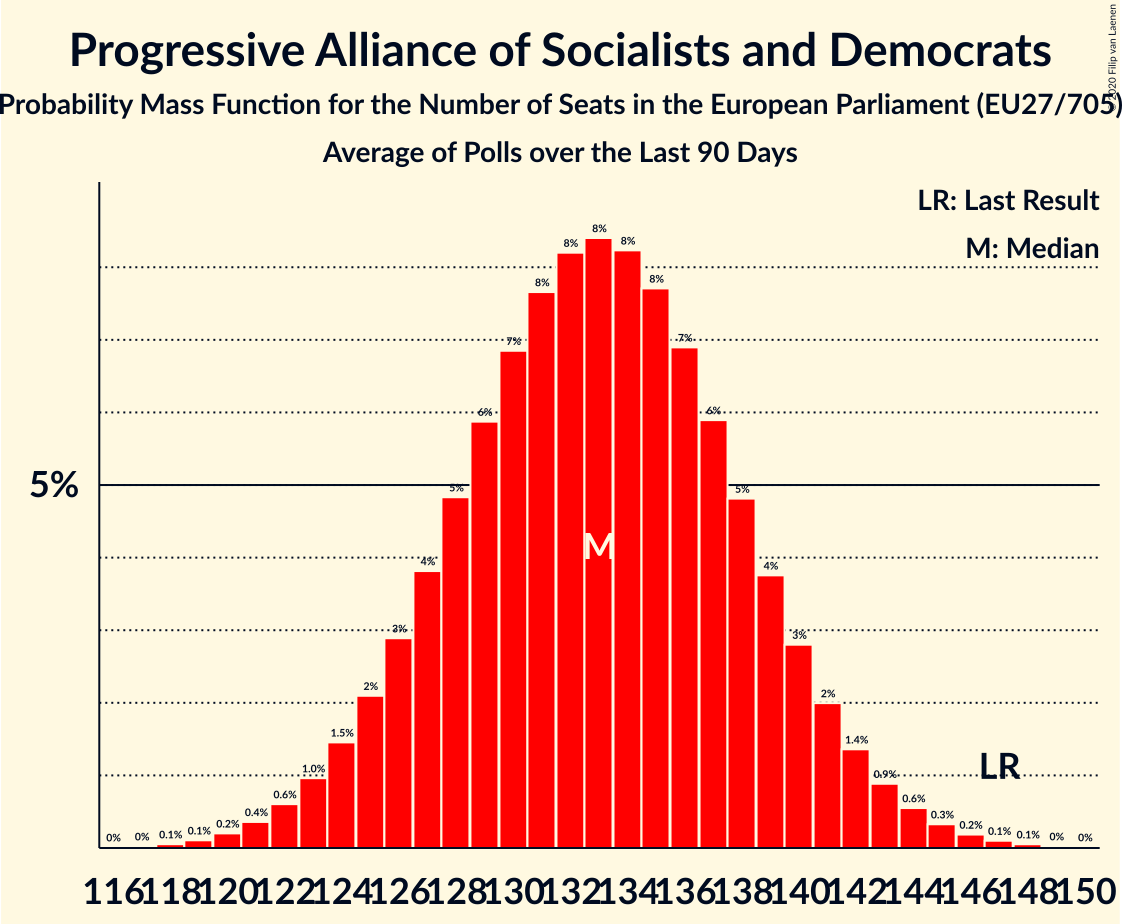 Progressive Alliance of Socialists and Democrats
Probability Mass Function for the Number of Seats in the European Parliament (EU27/705)
Average of Polls over the Last 90 Days
© 2020 Filip van Laenen
LR: Last Result
M: Median
5%
0% 0% 0.1% 0.1% 0.2% 0.4% 0.6% 1.0% 1.5% 2% 3% 4% 5% 6% 7% 8% 8% 8% 8% 8% 7% 6% 5% 4% 3% 2% 1.4% 0.9% 0.6% 0.3% 0.2% 0.1% 0.1% 0% 0%
M
LR
116 118 120 122 124 126 128 130 132 134 136 138 140 142 144 146 148 150